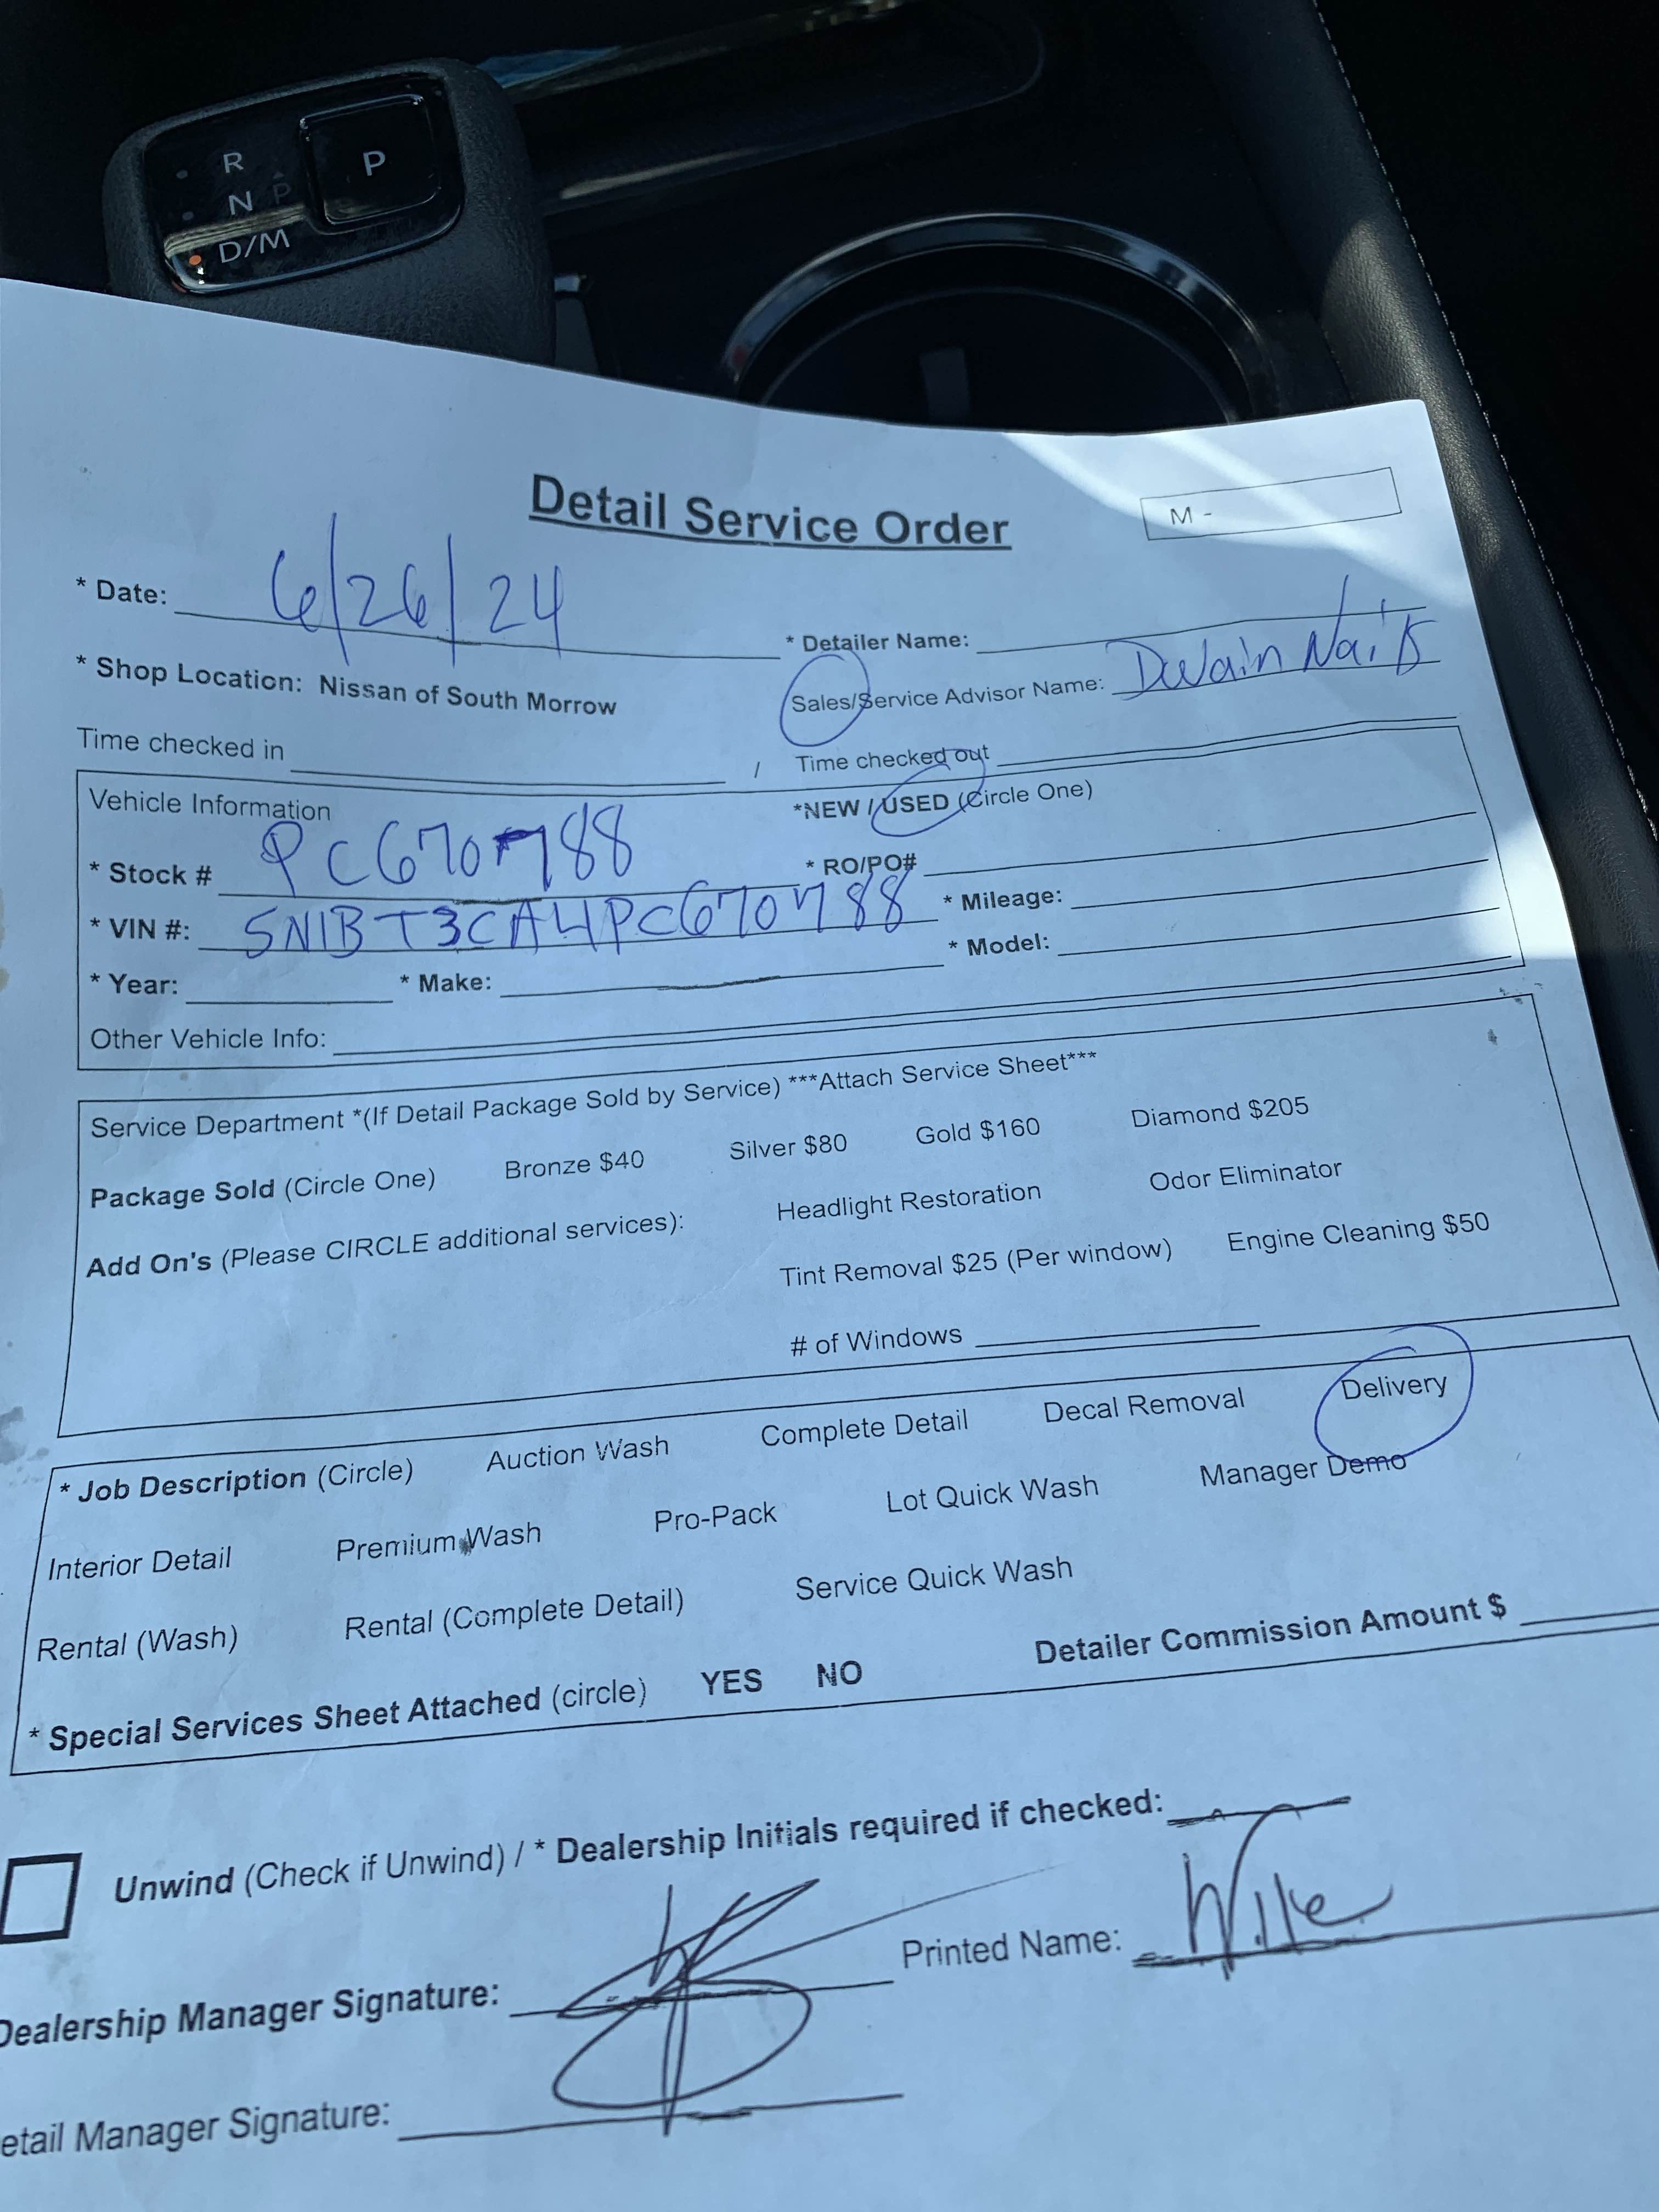 R
N P
D/M
P
Detail Service Order
M -
* Date: 6/26/24
* Detailer Name:
* Shop Location: Nissan of South Morrow
Sales/Service Advisor Name: Dwain
Time checked in / Time checked out
Vehicle Information
*NEW / USED (Circle One)
* Stock # PC670788
* RO/PO#
* VIN #: 5N1BT3CA4PC670788
* Mileage:
* Year: * Make: * Model:
Other Vehicle Info:
Service Department *(If Detail Package Sold by Service) ***Attach Service Sheet***
Package Sold (Circle One) Bronze $40 Silver $80 Gold $160 Diamond $205
Add On's (Please CIRCLE additional services): Headlight Restoration Odor Eliminator
Tint Removal $25 (Per window) Engine Cleaning $50
# of Windows
* Job Description (Circle) Auction Wash Complete Detail Decal Removal Delivery
Interior Detail Premium Wash Pro-Pack Lot Quick Wash Manager Demo
Rental (Wash) Rental (Complete Detail) Service Quick Wash
* Special Services Sheet Attached (circle) YES NO Detailer Commission Amount $
Unwind (Check if Unwind) / * Dealership Initials required if checked:
Dealership Manager Signature: Printed Name:
etail Manager Signature: